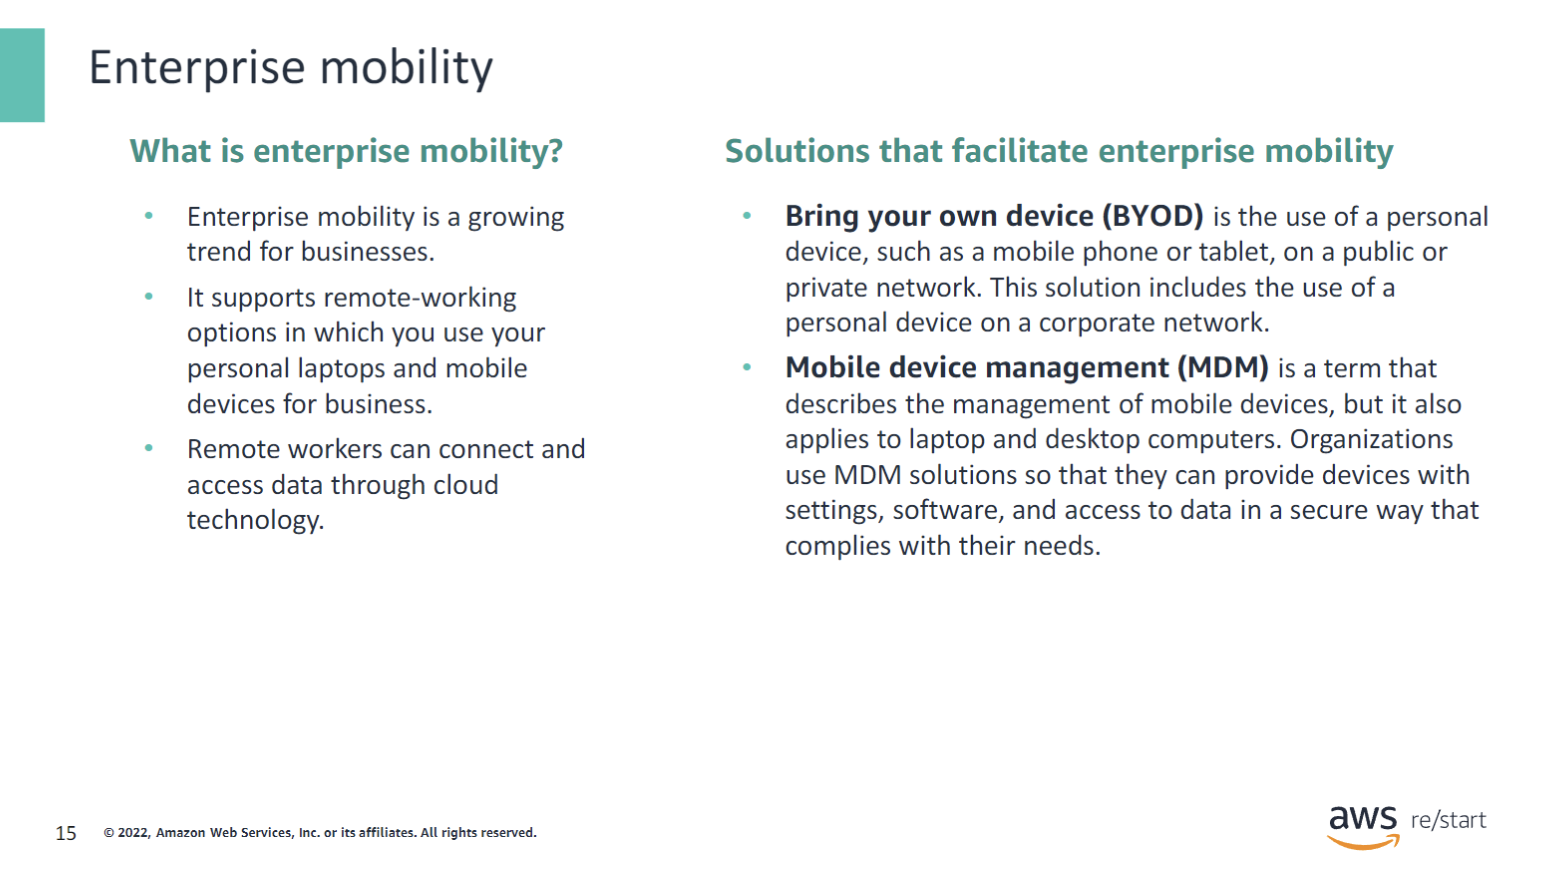 Enterprise mobility
What is enterprise mobility?
• Enterprise mobility is a growing
trend for businesses.
• It supports remote-working
options in which you use your
personal laptops and mobile
devices for business.
• Remote workers can connect and
access data through cloud
technology.
Solutions that facilitate enterprise mobility
• Bring your own device (BYOD) is the use of a personal
device, such as a mobile phone or tablet, on a public or
private network. This solution includes the use of a
personal device on a corporate network.
• Mobile device management (MDM) is a term that
describes the management of mobile devices, but it also
applies to laptop and desktop computers. Organizations
use MDM solutions so that they can provide devices with
settings, software, and access to data in a secure way that
complies with their needs.
15 © 2022, Amazon Web Services, Inc. or its affiliates. All rights reserved.
aws re/start